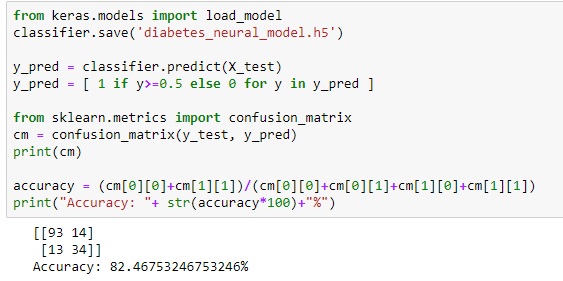 from keras.models import load_model
classifier.save('diabetes_neural_model.h5')
y_pred = classifier.predict(X_test)
y_pred = [ 1 if y>=0.5 else 0 for y in y_pred ]
from sklearn.metrics import confusion_matrix
cm = confusion_matrix(y_test, y_pred)
print(cm)
accuracy = (cm[0][0]+cm[1][1])/(cm[0][0]+cm[0][1]+cm[1][0]+cm[1][1])
print("Accuracy: "+ str(accuracy*100)+"%")
[[93 14]
 [13 34]]
Accuracy: 82.46753246753246%